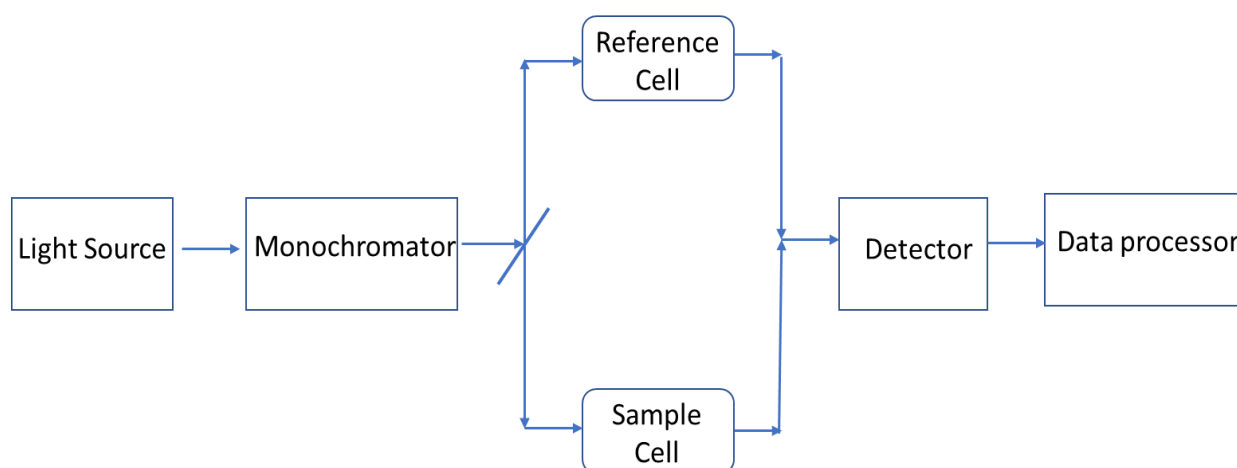 Reference
Cell
Light Source
Monochromator
Detector
Data processor
Sample
Cell